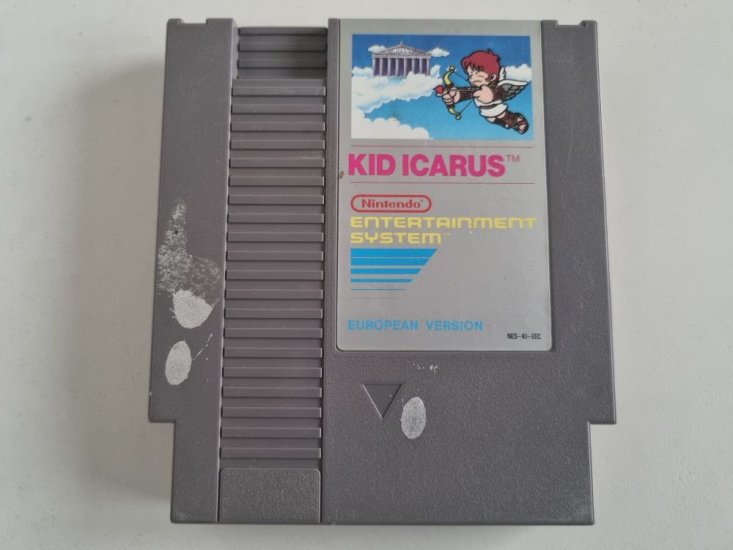 KID ICARUS™
Nintendo®
ENTERTAINMENT
SYSTEM™
EUROPEAN VERSION
NES-KI-EEC